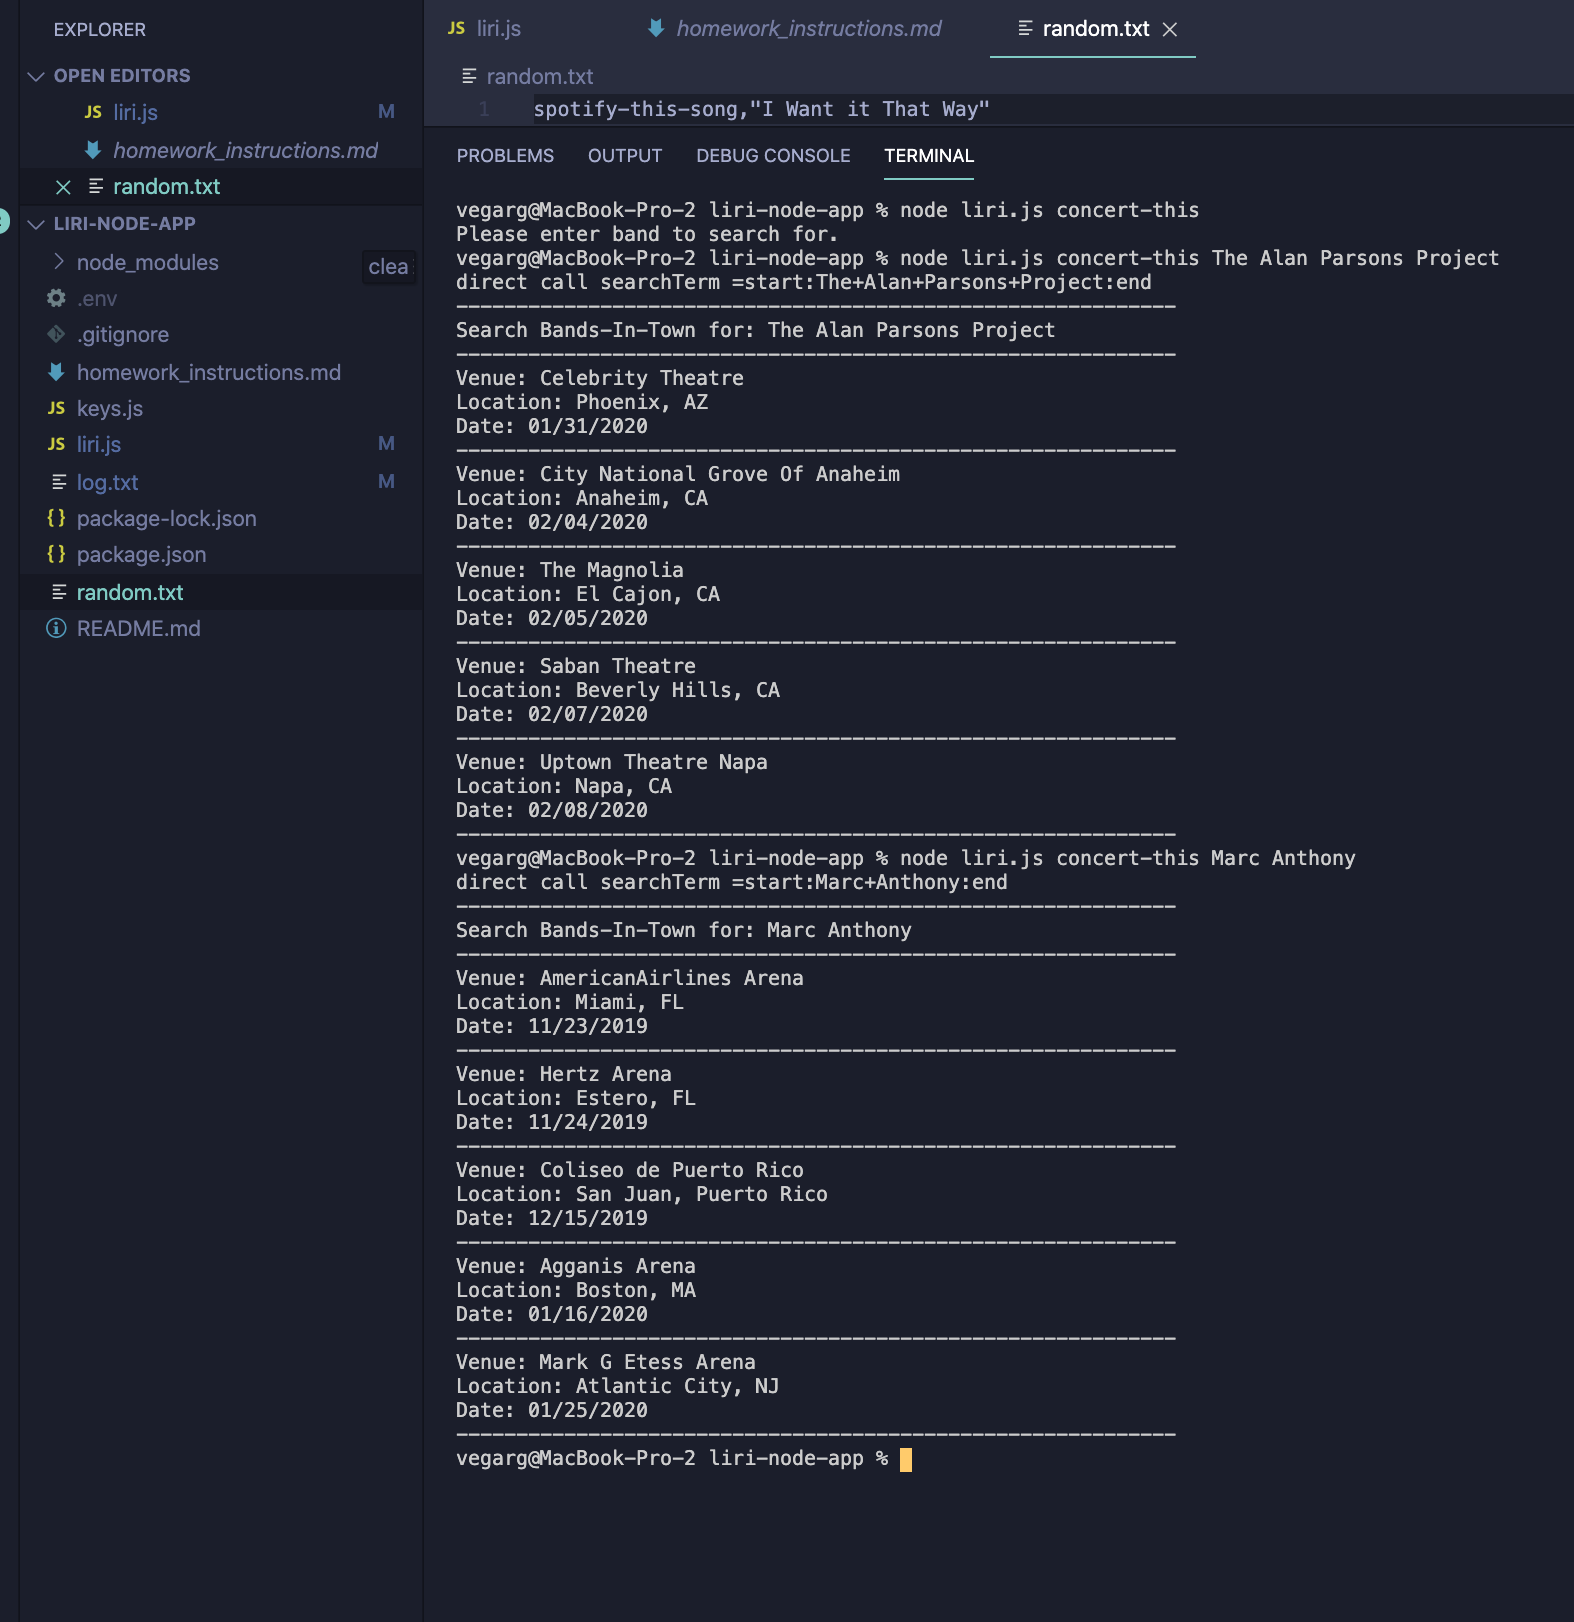 EXPLORER
OPEN EDITORS
JS liri.js M
homework_instructions.md
random.txt
LIRI-NODE-APP
node_modules
clea
.env
.gitignore
homework_instructions.md
JS keys.js
JS liri.js M
log.txt M
{} package-lock.json
{} package.json
random.txt
README.md
JS liri.js homework_instructions.md random.txt
random.txt
1 spotify-this-song,"I Want it That Way"
PROBLEMS OUTPUT DEBUG CONSOLE TERMINAL
vegarg@MacBook-Pro-2 liri-node-app % node liri.js concert-this
Please enter band to search for.
vegarg@MacBook-Pro-2 liri-node-app % node liri.js concert-this The Alan Parsons Project
direct call searchTerm =start:The+Alan+Parsons+Project:end
------------------------------------------------------------
Search Bands-In-Town for: The Alan Parsons Project
------------------------------------------------------------
Venue: Celebrity Theatre
Location: Phoenix, AZ
Date: 01/31/2020
------------------------------------------------------------
Venue: City National Grove Of Anaheim
Location: Anaheim, CA
Date: 02/04/2020
------------------------------------------------------------
Venue: The Magnolia
Location: El Cajon, CA
Date: 02/05/2020
------------------------------------------------------------
Venue: Saban Theatre
Location: Beverly Hills, CA
Date: 02/07/2020
------------------------------------------------------------
Venue: Uptown Theatre Napa
Location: Napa, CA
Date: 02/08/2020
------------------------------------------------------------
vegarg@MacBook-Pro-2 liri-node-app % node liri.js concert-this Marc Anthony
direct call searchTerm =start:Marc+Anthony:end
------------------------------------------------------------
Search Bands-In-Town for: Marc Anthony
------------------------------------------------------------
Venue: AmericanAirlines Arena
Location: Miami, FL
Date: 11/23/2019
------------------------------------------------------------
Venue: Hertz Arena
Location: Estero, FL
Date: 11/24/2019
------------------------------------------------------------
Venue: Coliseo de Puerto Rico
Location: San Juan, Puerto Rico
Date: 12/15/2019
------------------------------------------------------------
Venue: Agganis Arena
Location: Boston, MA
Date: 01/16/2020
------------------------------------------------------------
Venue: Mark G Etess Arena
Location: Atlantic City, NJ
Date: 01/25/2020
------------------------------------------------------------
vegarg@MacBook-Pro-2 liri-node-app %